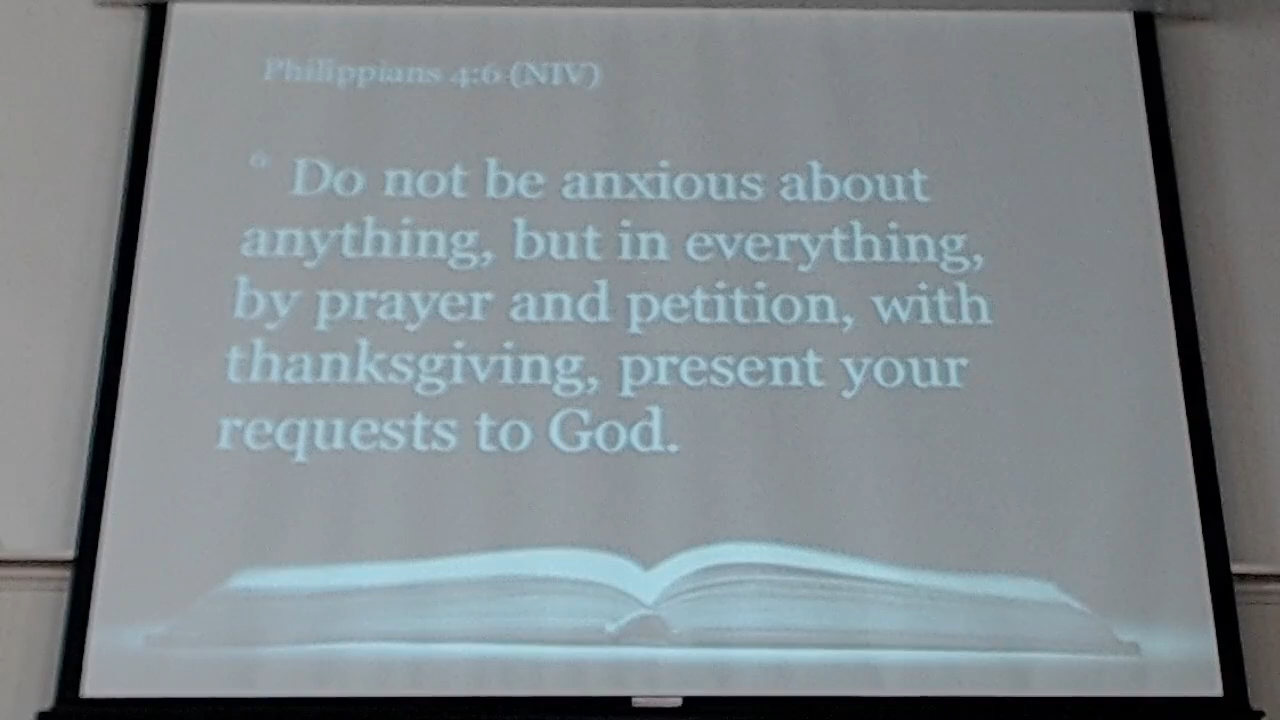 Philippians 4:6 (NIV)
6 Do not be anxious about
anything, but in everything,
by prayer and petition, with
thanksgiving, present your
requests to God.